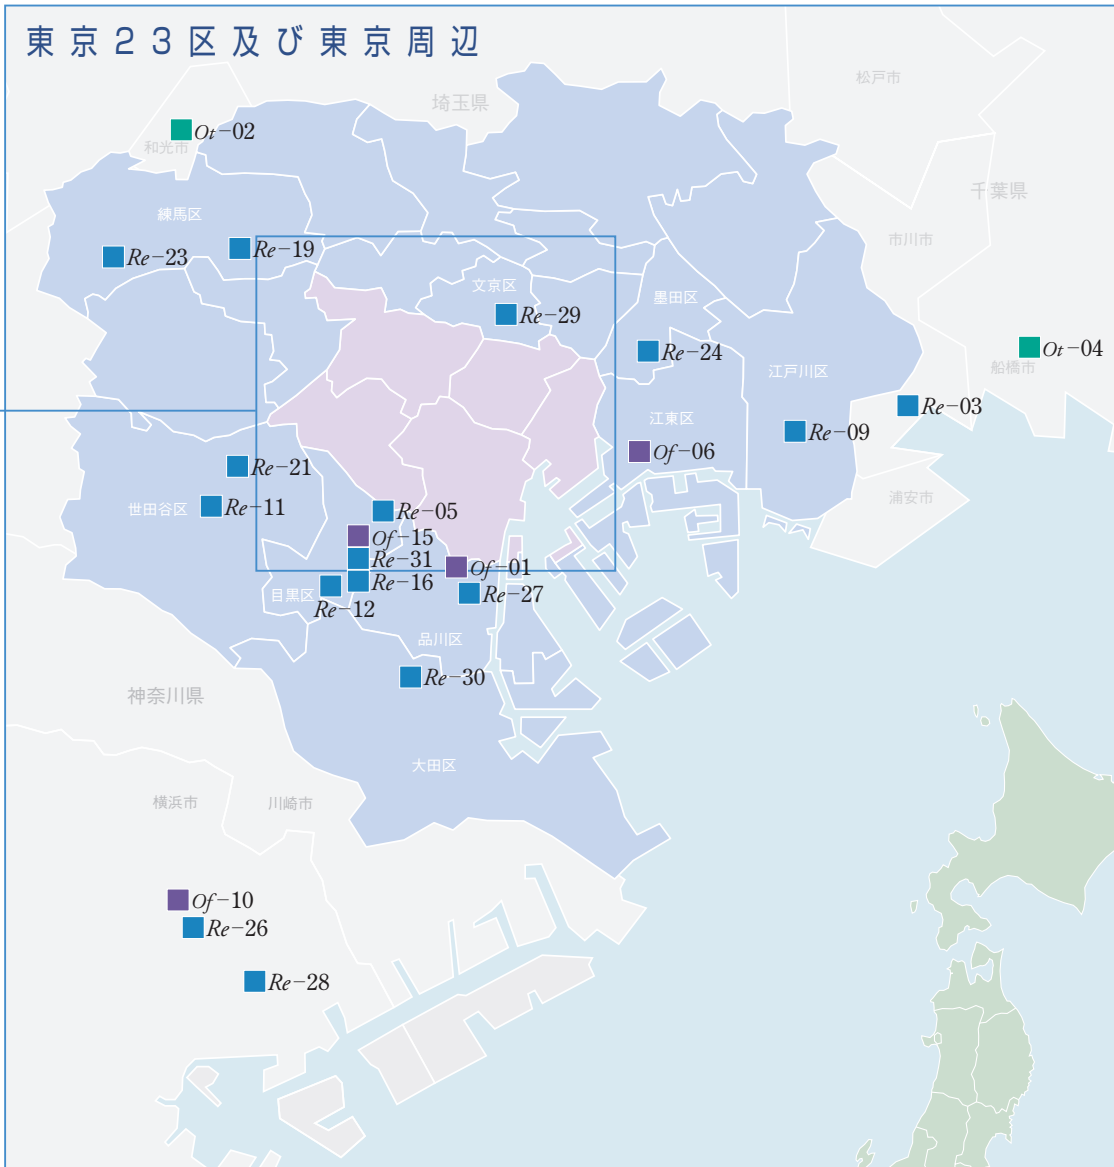 東京23区及び東京周辺
松戸市
埼玉県
Ot-02
和光市
千葉県
練馬区
市川市
Re-19
Re-23
文京区
墨田区
Re-29
Ot-04
Re-24
船橋市
江戸川区
Re-03
江東区
Re-09
Of-06
Re-21
浦安市
世田谷区
Re-11
Re-05
Of-15
Re-31
Of-01
Re-16
目黒区
Re-27
Re-12
品川区
Re-30
神奈川県
大田区
横浜市
川崎市
Of-10
Re-26
Re-28